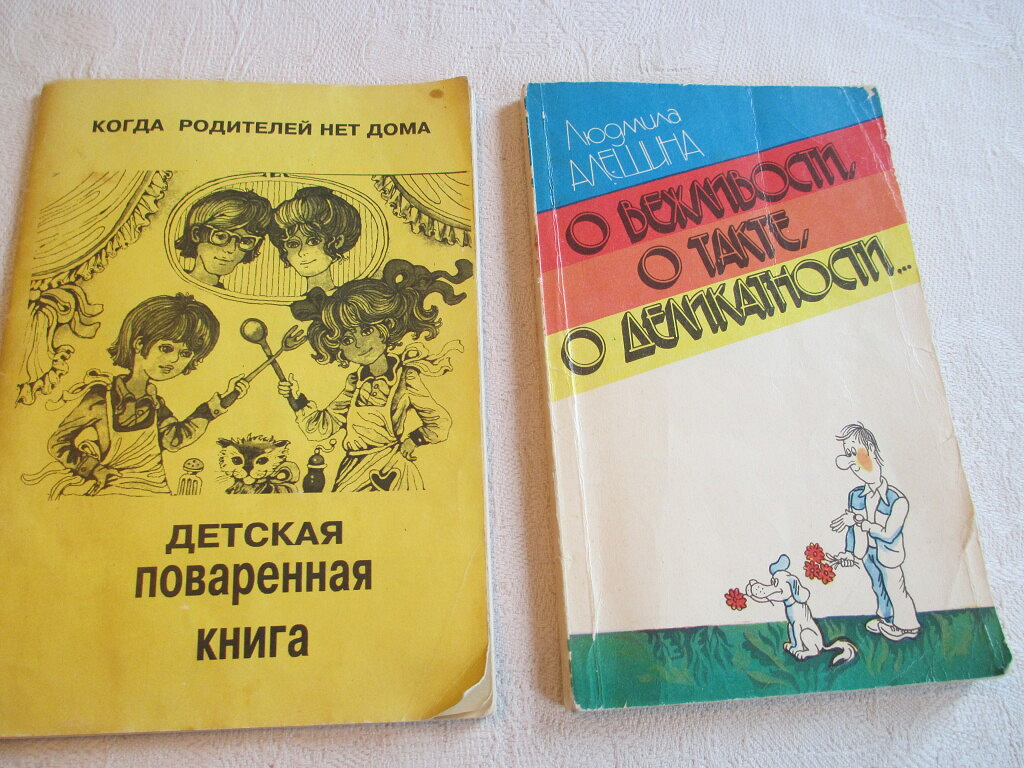 КОГДА РОДИТЕЛЕЙ НЕТ ДОМА
ДЕТСКАЯ
ПОВАРЕННАЯ
КНИГА
Людмила
АЛЕШИНА
О ВЕЖЛИВОСТИ,
О ТАКТЕ,
О ДЕЛИКАТНОСТИ...